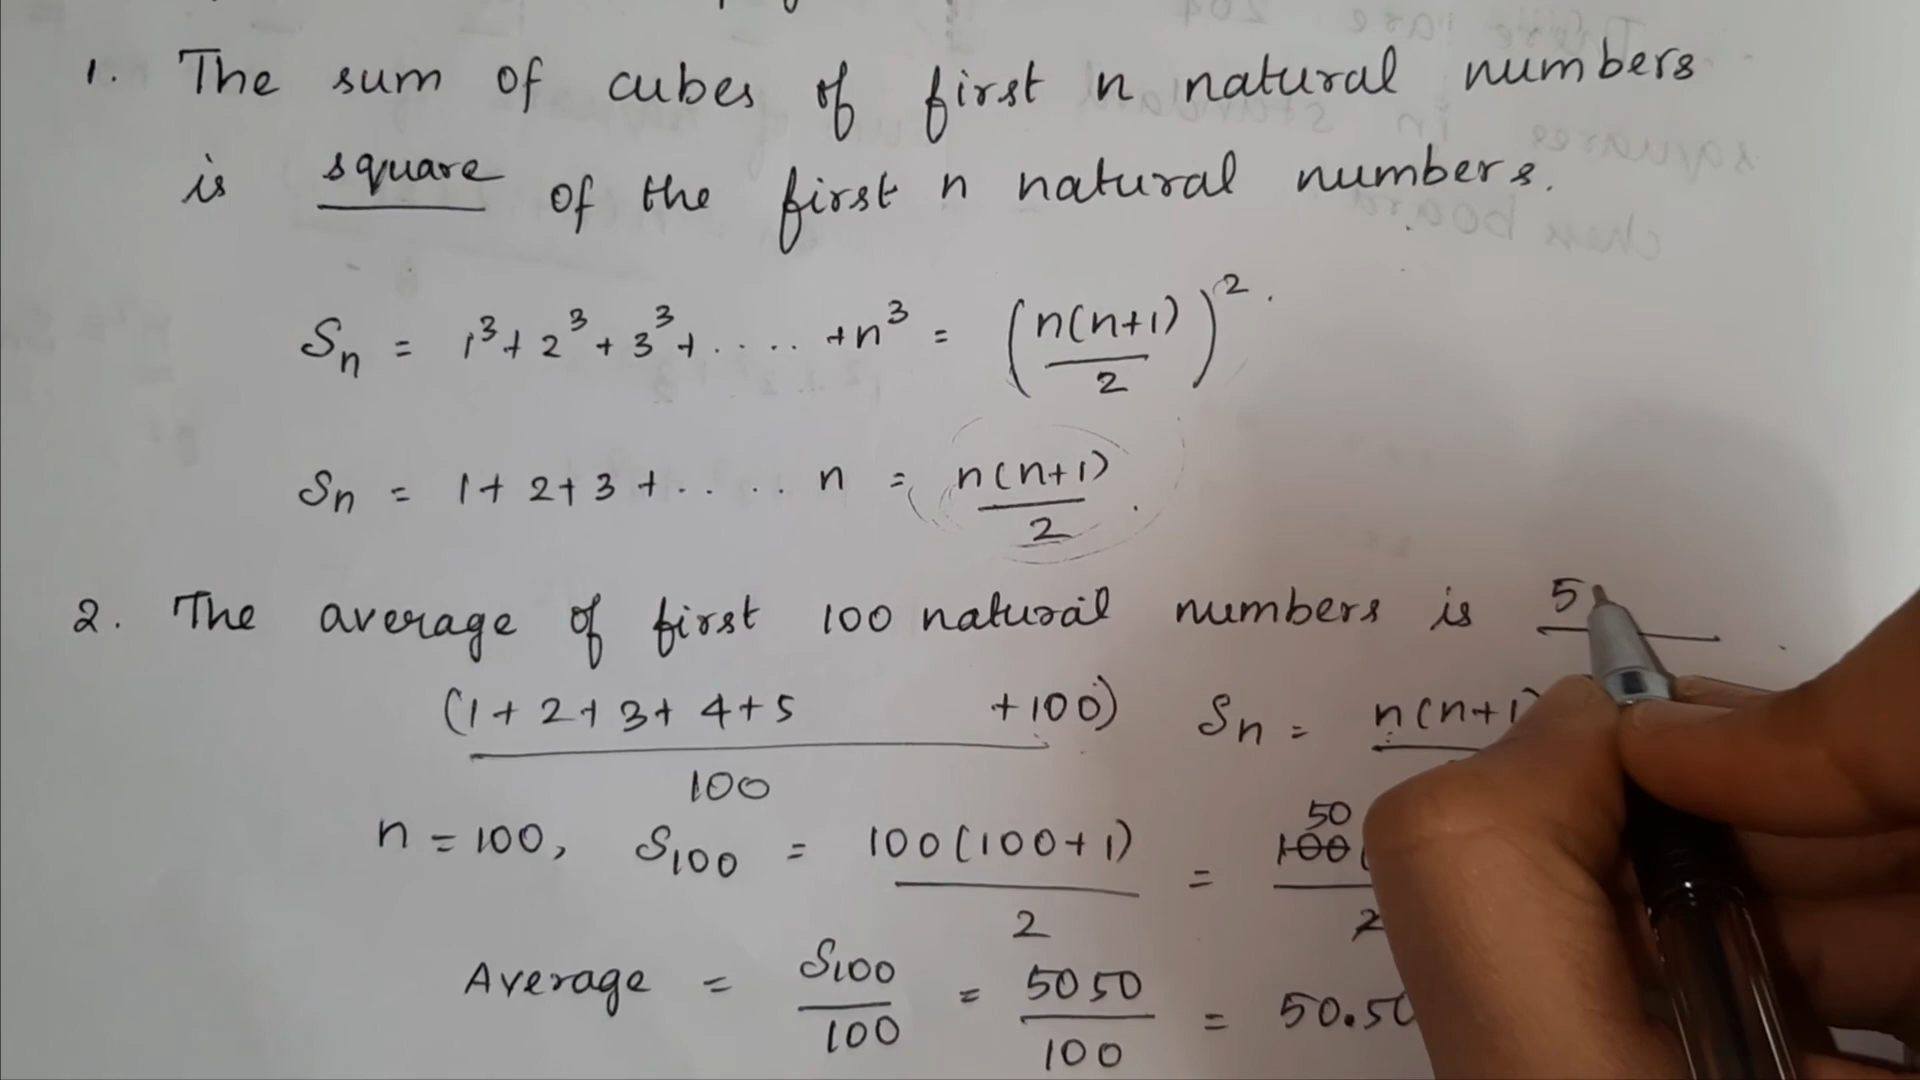 1. The sum of cubes of first n natural numbers
is square of the first n natural numbers.
Sn = 1³ + 2³ + 3³ + .... + n³ = (n(n+1)/2)².
Sn = 1 + 2 + 3 + ..... n = n(n+1)/2.
2. The average of first 100 natural numbers is 5
(1 + 2 + 3 + 4 + 5 + 100)/100 Sn = n(n+1)
n = 100, S100 = 100(100+1)/2 = 50 100( 2
Average = S100/100 = 5050/100 = 50.50